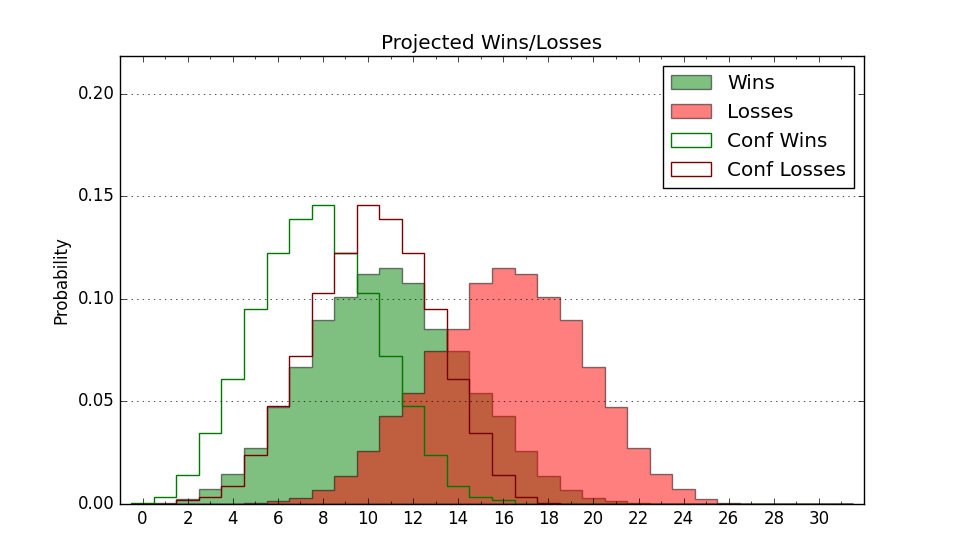 Projected Wins/Losses
Wins
Losses
Conf Wins
Conf Losses
Probability
0.20
0.15
0.10
0.05
0.00
0 2 4 6 8 10 12 14 16 18 20 22 24 26 28 30